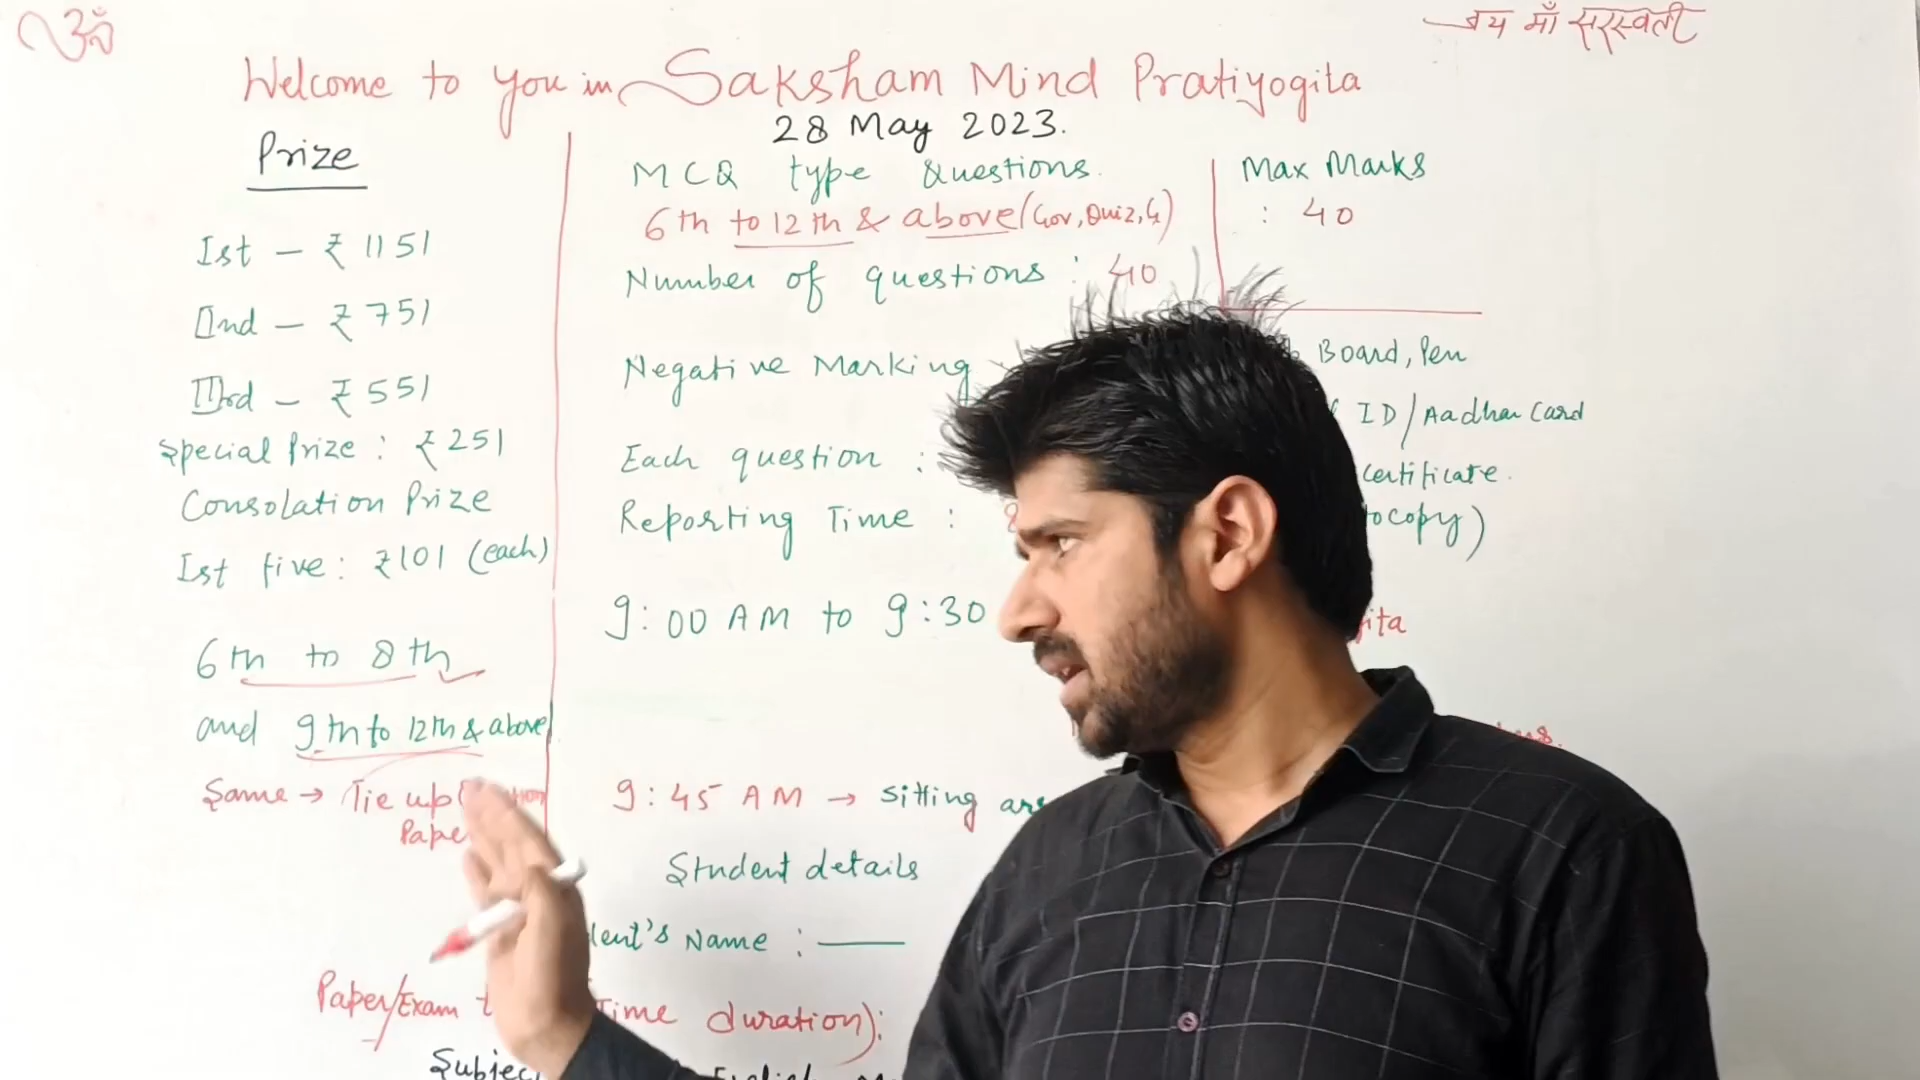 ॐ
जय माँ सरस्वती
Welcome to you in Saksham Mind Pratiyogita
28 May 2023.
Prize
Ist - ₹ 1151
IInd - ₹ 751
IIIrd - ₹ 551
Special Prize : ₹ 251
Consolation Prize
Ist five : ₹101 (each)
6th to 8th
and 9th to 12th & above
Same → Tie up
MCQ type Questions.
6th to 12th & above (Gov, Quiz, G)
Number of questions : 40
Negative Marking
Each question :
Reporting Time :
9:00 AM to 9:30
9:45 AM → Sitting
Student details
Name :
Paper/Exam
Time duration):
Max Marks
: 40
Board, Pen
ID/Aadhar Card
certificate.